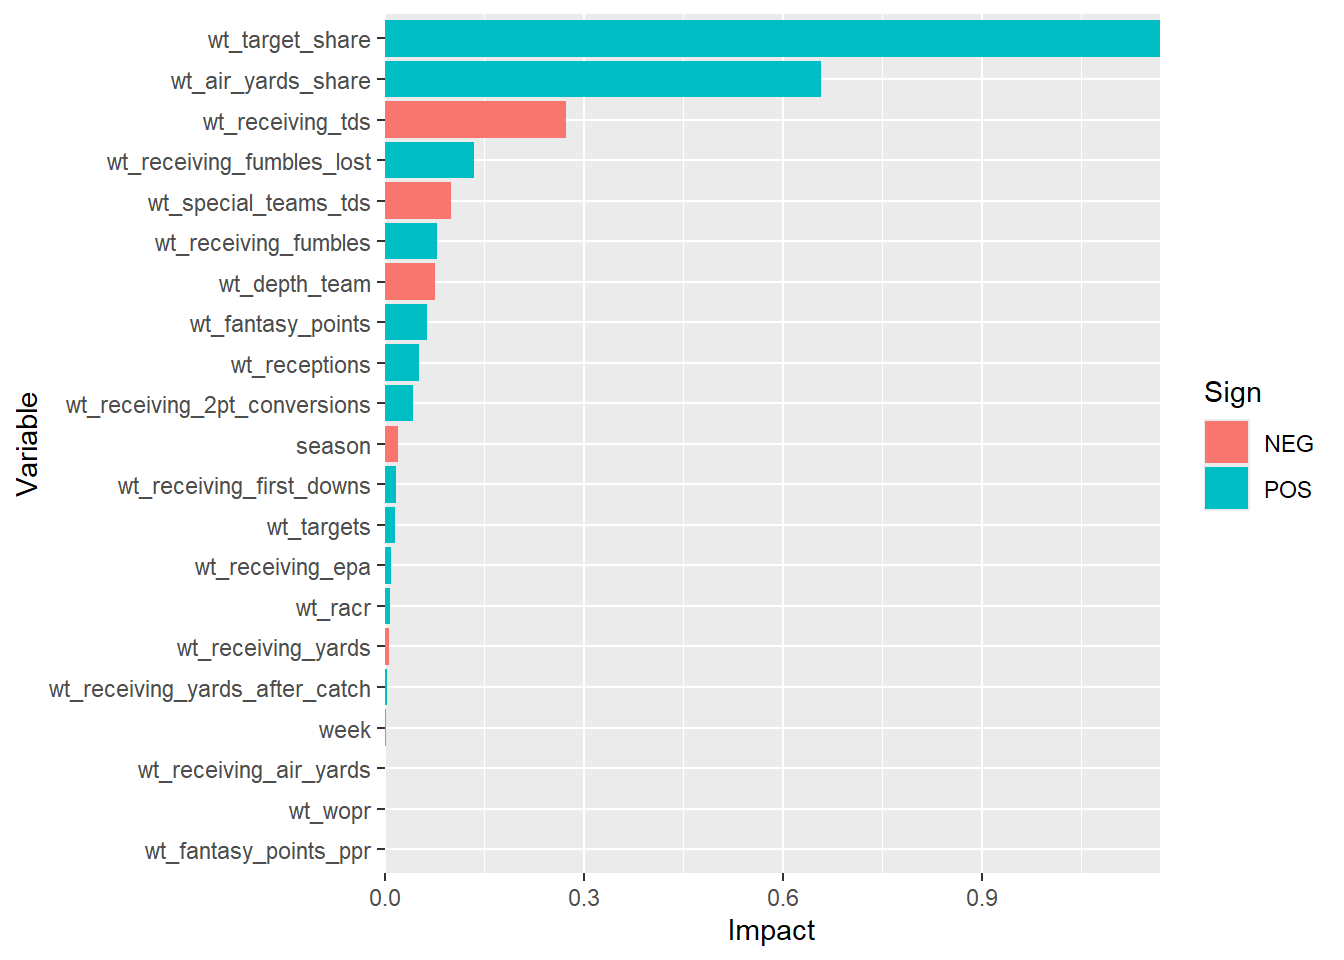 wt_target_share
wt_air_yards_share
wt_receiving_tds
wt_receiving_fumbles_lost
wt_special_teams_tds
wt_receiving_fumbles
wt_depth_team
wt_fantasy_points
wt_receptions
wt_receiving_2pt_conversions
season
wt_receiving_first_downs
wt_targets
wt_receiving_epa
wt_racr
wt_receiving_yards
wt_receiving_yards_after_catch
week
wt_receiving_air_yards
wt_wopr
wt_fantasy_points_ppr
Variable
0.0 0.3 0.6 0.9
Impact
Sign
NEG
POS